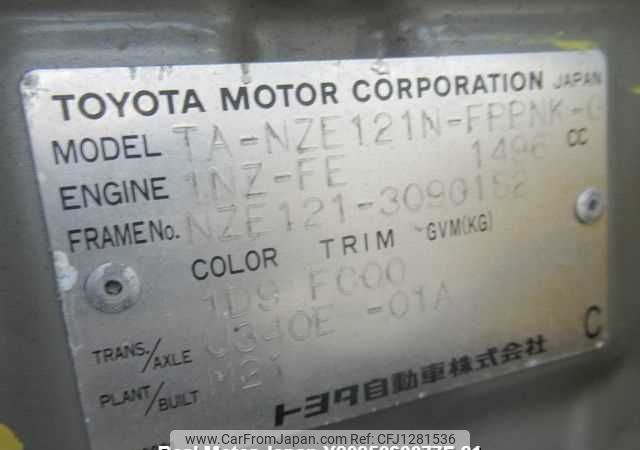 TOYOTA MOTOR CORPORATION JAPAN
MODEL TA-NZE121N-FPPNK-G
ENGINE 1NZ-FE 1496 CC
FRAME No. NZE121-3090152
COLOR TRIM GVM(KG)
1D9 FC00
TRANS./AXLE U340E -01A
PLANT/BUILT
C
トヨタ自動車株式会社
www.CarFromJapan.com CFJ1281536